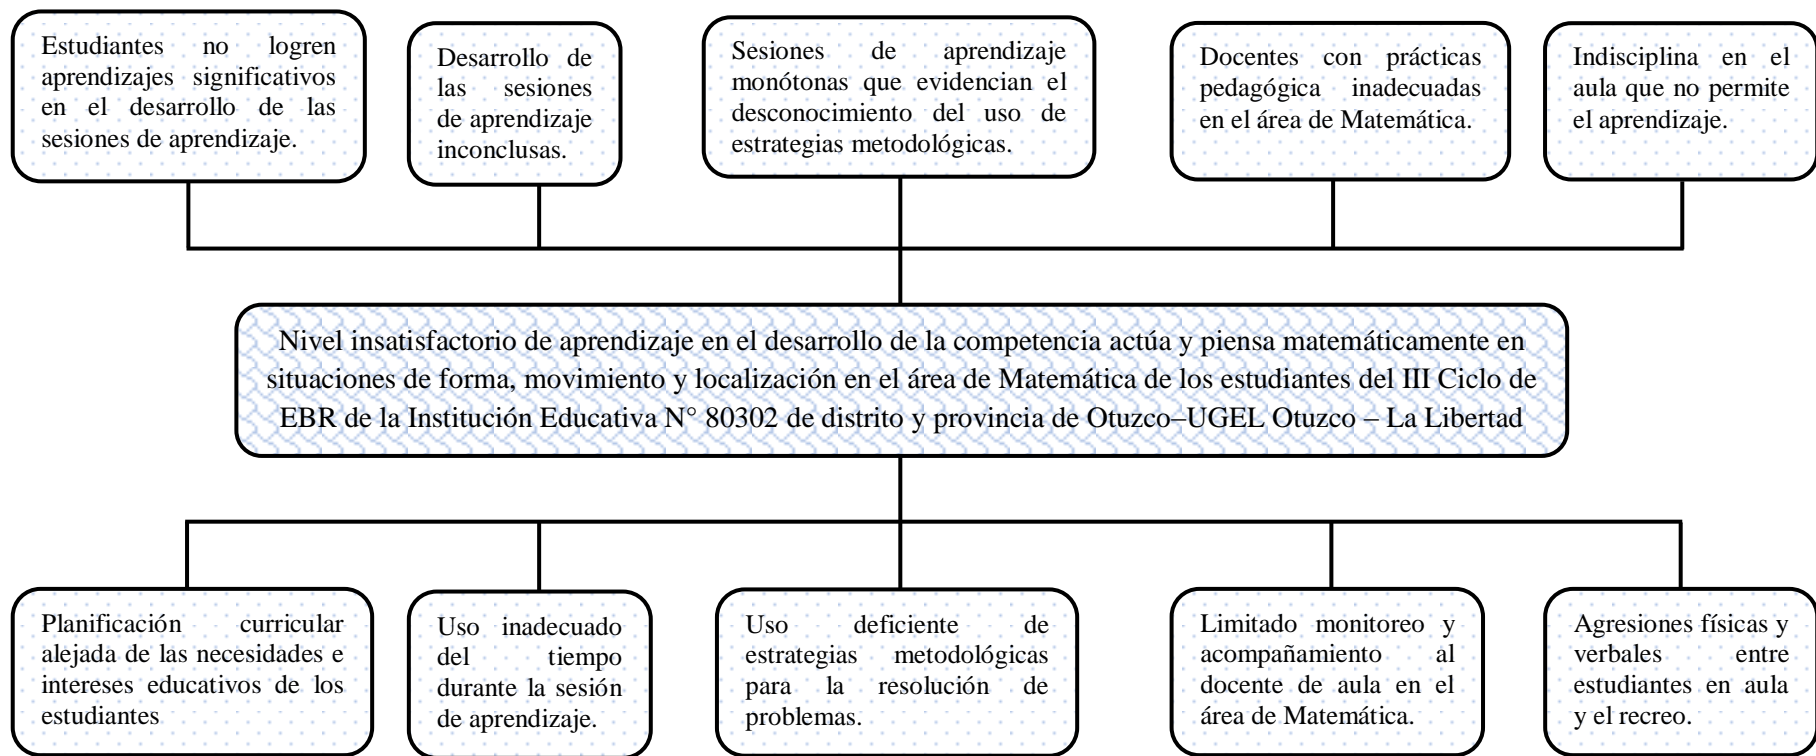 Estudiantes no logren
aprendizajes significativos
en el desarrollo de las
sesiones de aprendizaje.
Desarrollo de
las sesiones
de aprendizaje
inconclusas.
Sesiones de aprendizaje
monótonas que evidencian el
desconocimiento del uso de
estrategias metodológicas.
Docentes con prácticas
pedagógica inadecuadas
en el área de Matemática.
Indisciplina en el
aula que no permite
el aprendizaje.
Nivel insatisfactorio de aprendizaje en el desarrollo de la competencia actúa y piensa matemáticamente en
situaciones de forma, movimiento y localización en el área de Matemática de los estudiantes del III Ciclo de
EBR de la Institución Educativa N° 80302 de distrito y provincia de Otuzco–UGEL Otuzco – La Libertad
Planificación curricular
alejada de las necesidades e
intereses educativos de los
estudiantes
Uso inadecuado
del tiempo
durante la sesión
de aprendizaje.
Uso deficiente de
estrategias metodológicas
para la resolución de
problemas.
Limitado monitoreo y
acompañamiento al
docente de aula en el
área de Matemática.
Agresiones físicas y
verbales entre
estudiantes en aula
y el recreo.